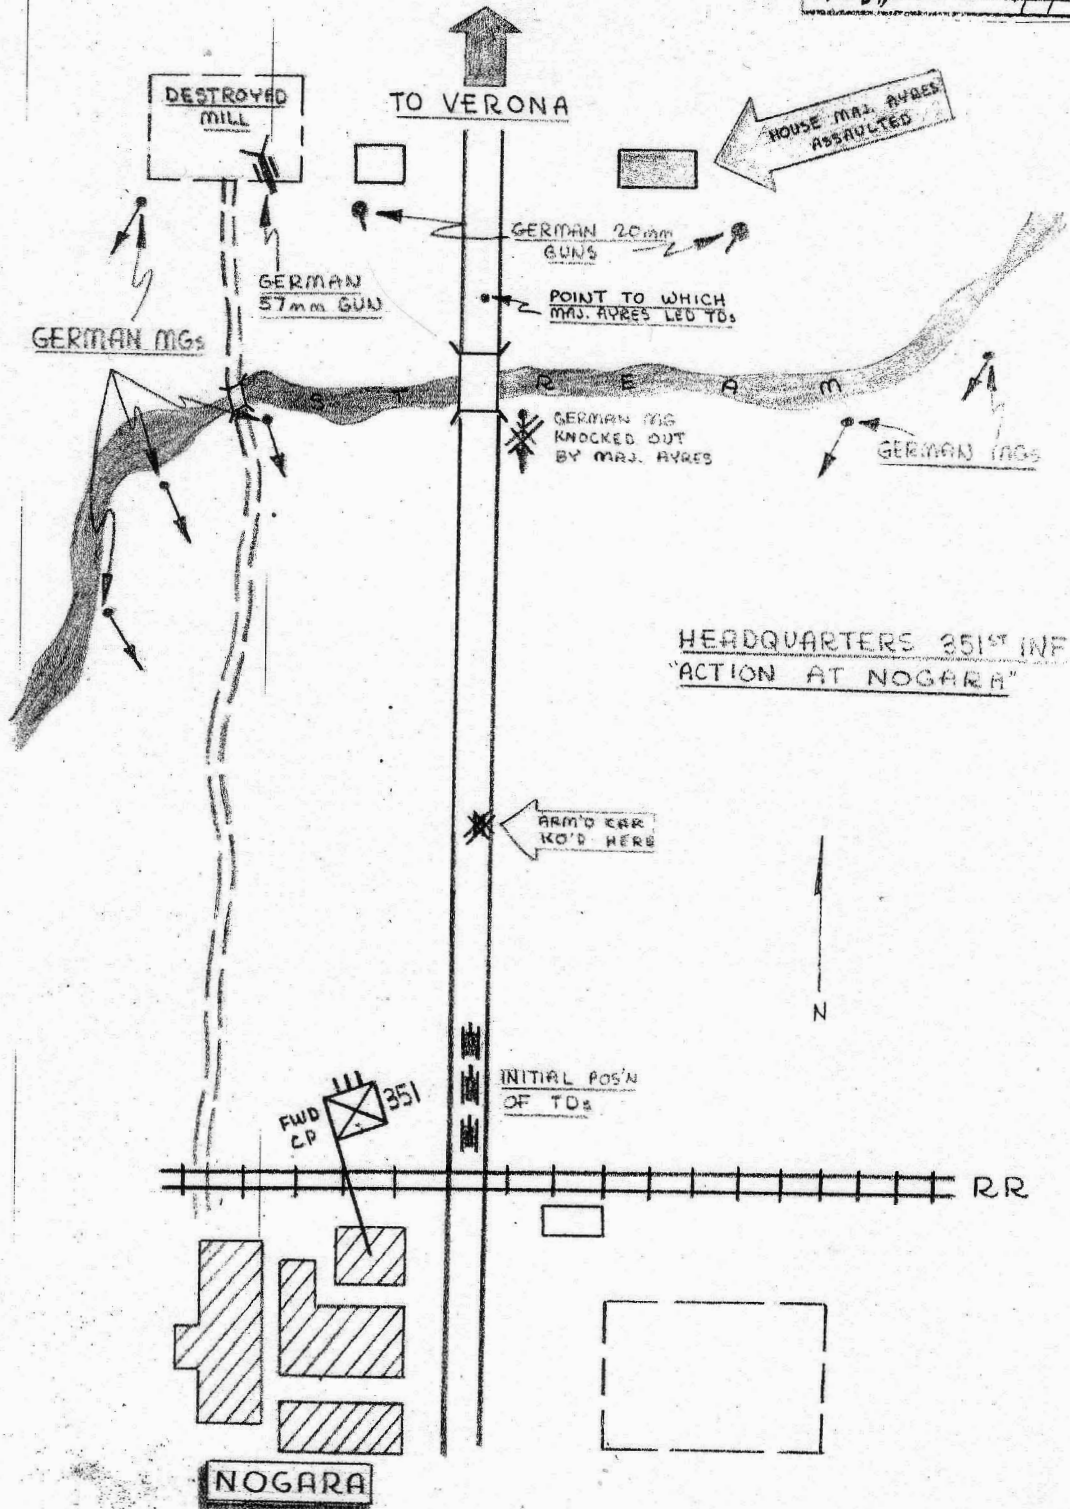 DESTROYED
MILL
TO VERONA
HOUSE MAJ. AYRES
ASSAULTED
GERMAN 20mm
GUNS
GERMAN
57mm GUN
POINT TO WHICH
MAJ. AYRES LED TDs
GERMAN MGs
STREAM
GERMAN MG
KNOCKED OUT
BY MAJ. AYRES
GERMAN MGs
HEADQUARTERS 351ST INF
"ACTION AT NOGARA"
ARM'D CAR
KO'D HERE
N
INITIAL POS'N
OF TDs
351
FWD
CP
RR
NOGARA